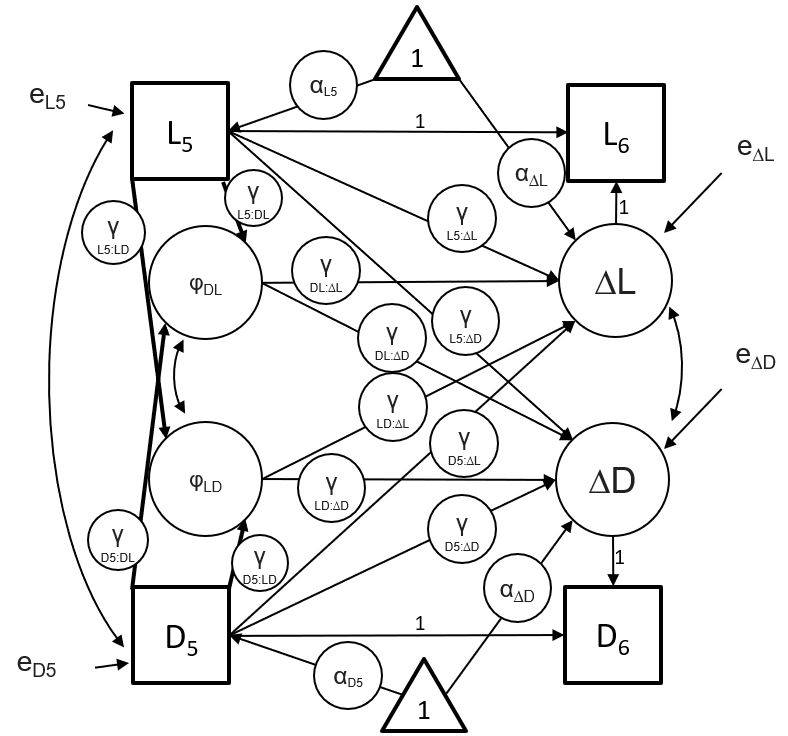 1
αL5
eL5
L5
1
L6
eΔL
αΔL
γ
L5:DL
1
γ
L5:LD
γ
L5:ΔL
φDL
γ
DL:ΔL
ΔL
γ
L5:ΔD
γ
DL:ΔD
eΔD
γ
LD:ΔL
γ
D5:ΔL
φLD
γ
LD:ΔD
ΔD
γ
D5:DL
γ
D5:ΔD
γ
D5:LD
1
αΔD
D5
1
D6
eD5
αD5
1